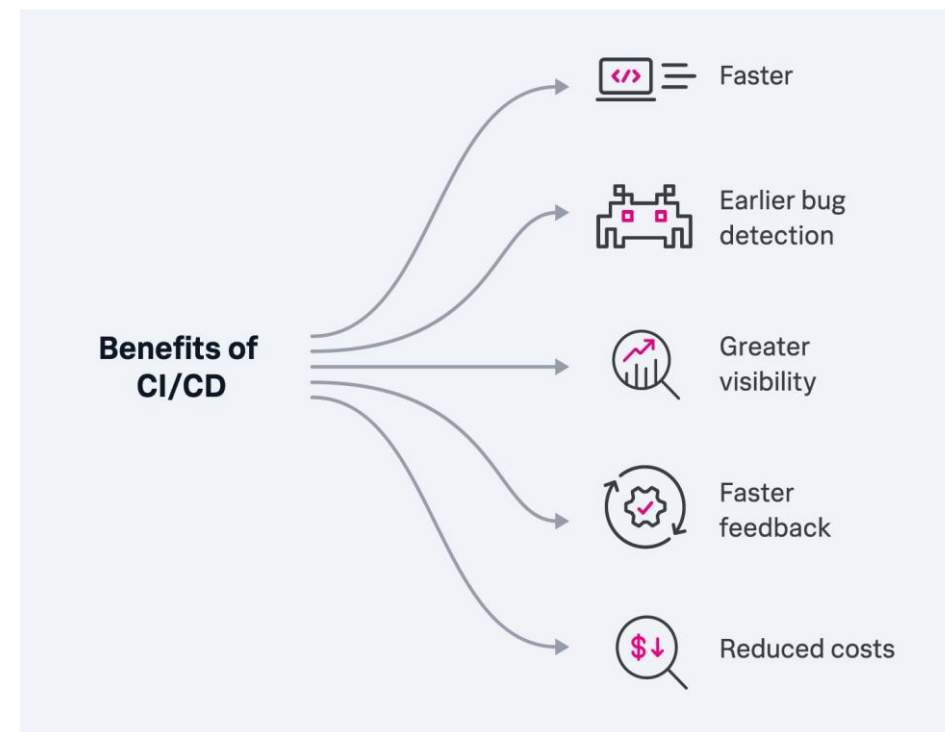 Faster
Earlier bug
detection
Benefits of
CI/CD
Greater
visibility
Faster
feedback
$
Reduced costs